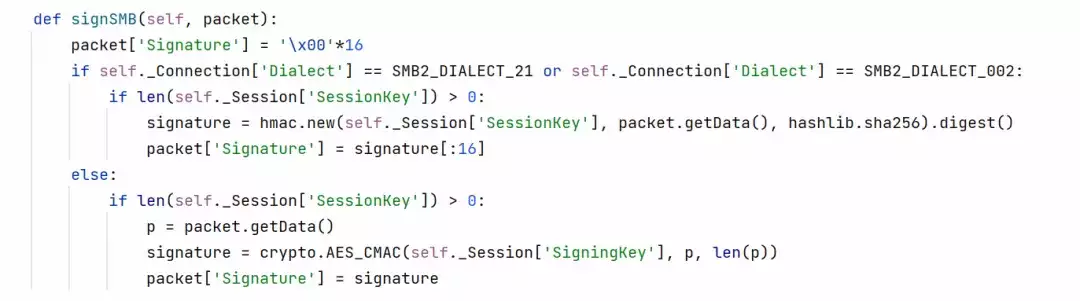 def signSMB(self, packet):
    packet['Signature'] = '\x00'*16
    if self._Connection['Dialect'] == SMB2_DIALECT_21 or self._Connection['Dialect'] == SMB2_DIALECT_002:
        if len(self._Session['SessionKey']) > 0:
            signature = hmac.new(self._Session['SessionKey'], packet.getData(), hashlib.sha256).digest()
            packet['Signature'] = signature[:16]
    else:
        if len(self._Session['SessionKey']) > 0:
            p = packet.getData()
            signature = crypto.AES_CMAC(self._Session['SigningKey'], p, len(p))
            packet['Signature'] = signature